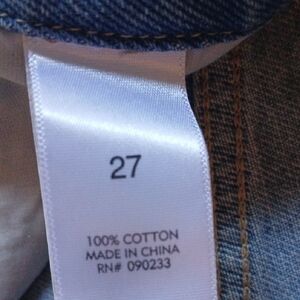 27
100% COTTON
MADE IN CHINA
RN# 090233